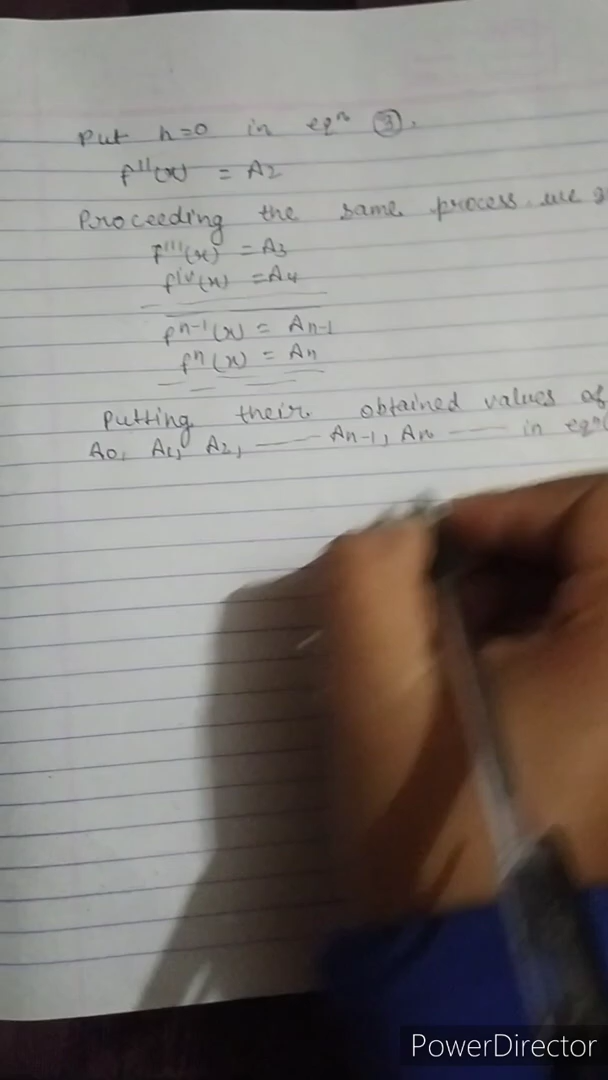 Put h=0 in eqⁿ ③.
f''(x) = A2
Proceeding the same process we
f'''(x) = A3
fⁱᵛ(x) = A4
fⁿ⁻¹(x) = An-1
fⁿ(x) = An
Putting their obtained values of
A0, A1, A2, —— An-1, An —— in eqⁿ
PowerDirector